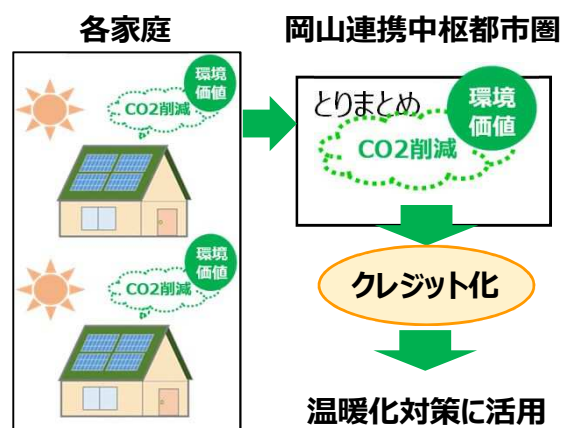 各家庭
環境
価値
CO2削減
環境
価値
CO2削減
岡山連携中枢都市圏
とりまとめ
環境
価値
CO2削減
クレジット化
温暖化対策に活用